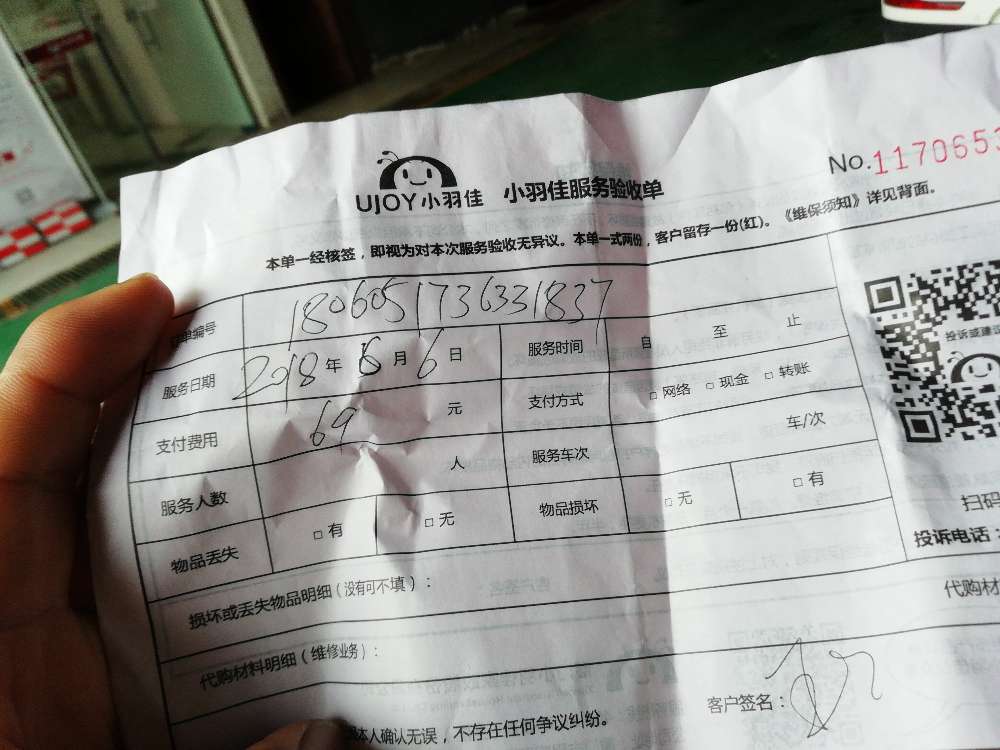 No.117065
UJOY小羽佳 小羽佳服务验收单
本单一经核签，即视为对本次服务验收无异议。本单一式两份，客户留存一份(红)。《维保须知》详见背面。
单编号 1806051736331837
服务日期 2018年 6月 6日 服务时间 自 至 止
支付费用 69 元 支付方式 □网络 □现金 □转账
服务人数 人 服务车次 车/次
物品丢失 □有 □无 物品损坏 □无 □有
投诉或建
扫码
投诉电话：
损坏或丢失物品明细（没有可不填）：
代购材料明细（维修业务）： 代购材
本人确认无误，不存在任何争议纠纷。 客户签名：